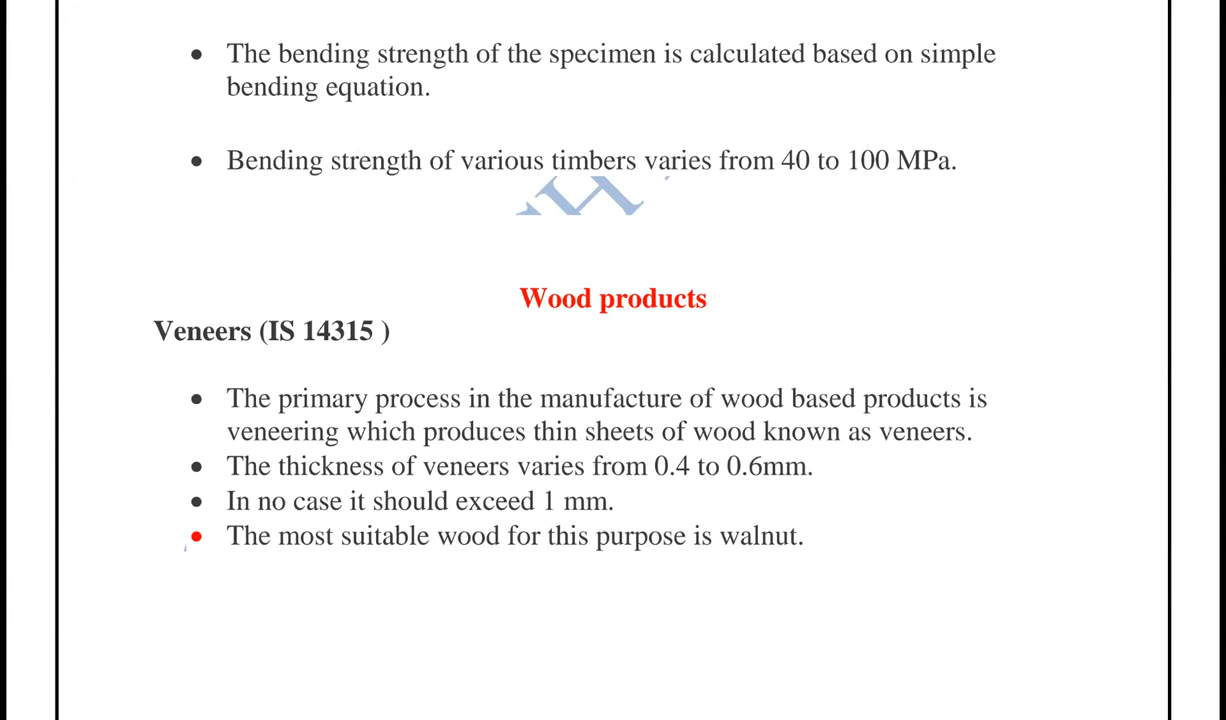 • The bending strength of the specimen is calculated based on simple
bending equation.
• Bending strength of various timbers varies from 40 to 100 MPa.
Wood products
Veneers (IS 14315 )
• The primary process in the manufacture of wood based products is
veneering which produces thin sheets of wood known as veneers.
• The thickness of veneers varies from 0.4 to 0.6mm.
• In no case it should exceed 1 mm.
• The most suitable wood for this purpose is walnut.